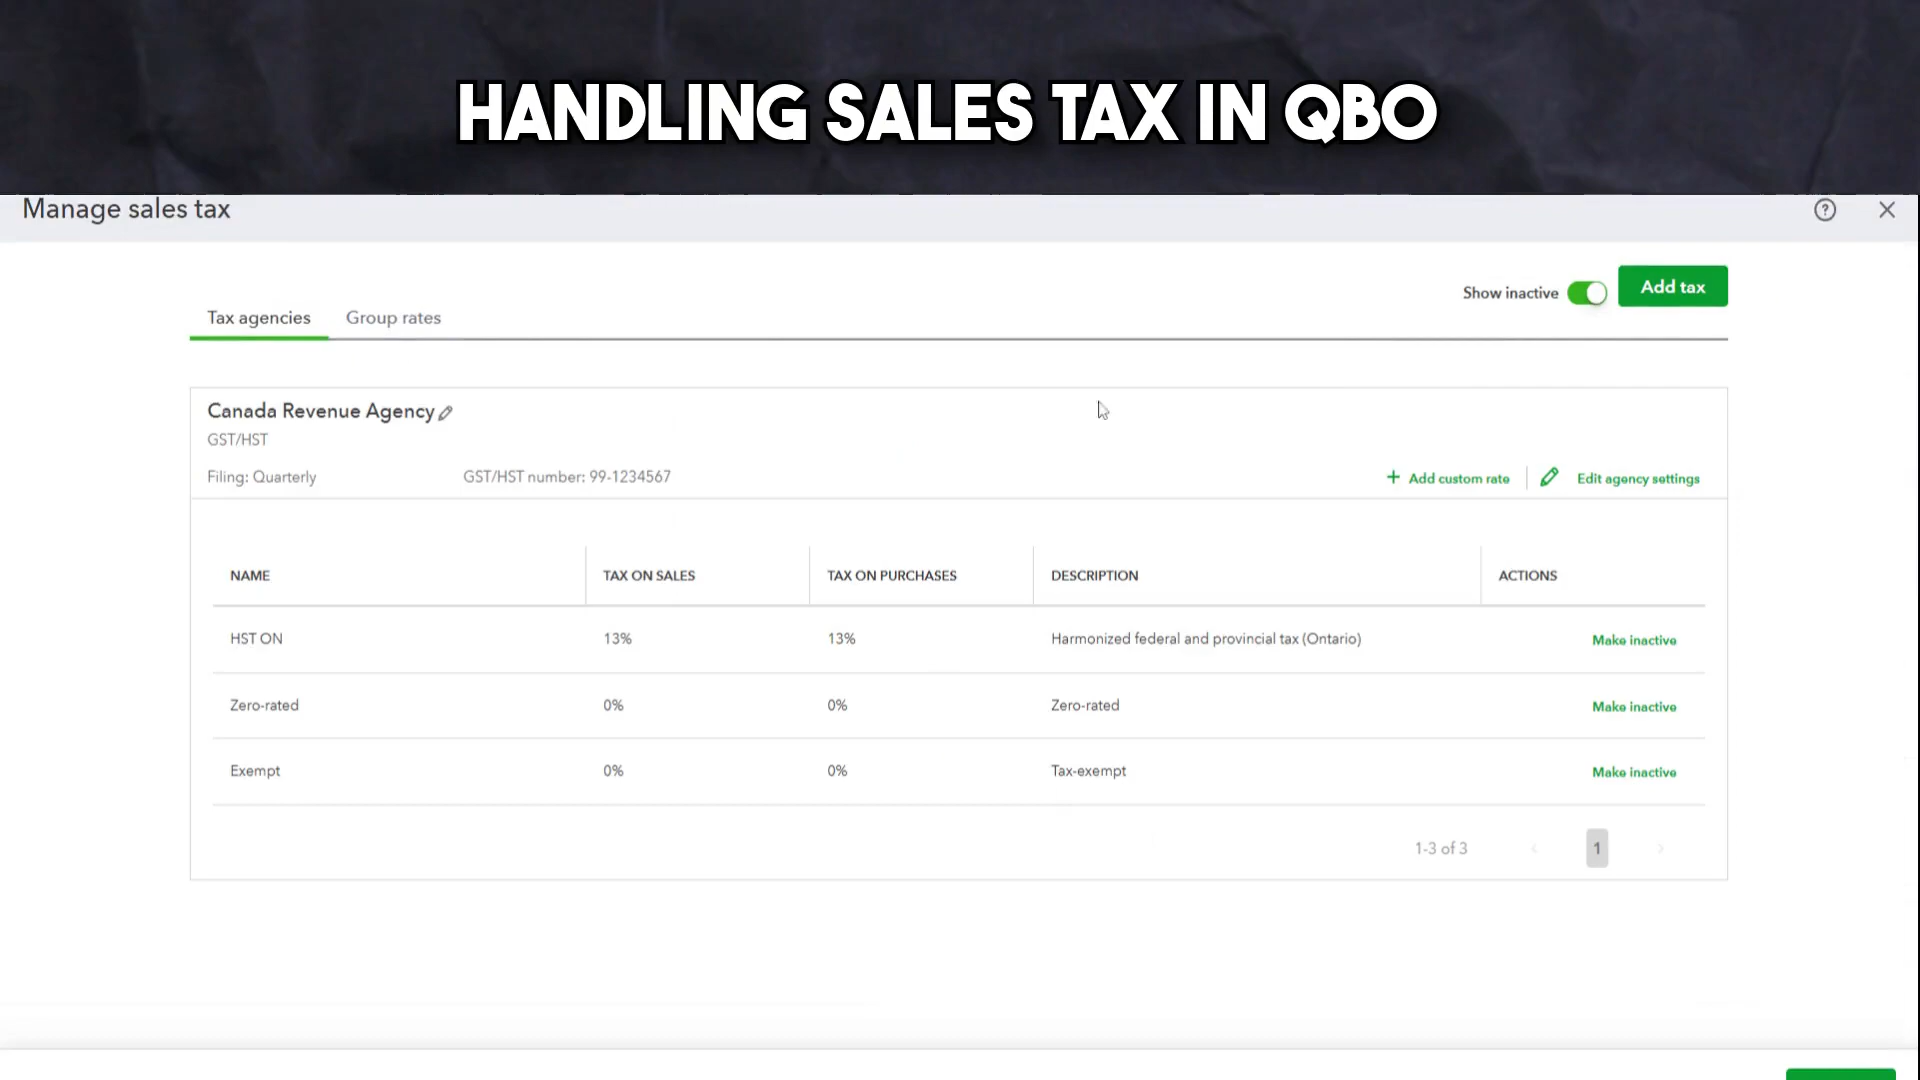 HANDLING SALES TAX IN QBO
Manage sales tax
Show inactive
Add tax
Tax agencies
Group rates
Canada Revenue Agency
GST/HST
Filing: Quarterly
GST/HST number: 99-1234567
+ Add custom rate
Edit agency settings
NAME TAX ON SALES TAX ON PURCHASES DESCRIPTION ACTIONS
HST ON 13% 13% Harmonized federal and provincial tax (Ontario) Make inactive
Zero-rated 0% 0% Zero-rated Make inactive
Exempt 0% 0% Tax-exempt Make inactive
1-3 of 3 1